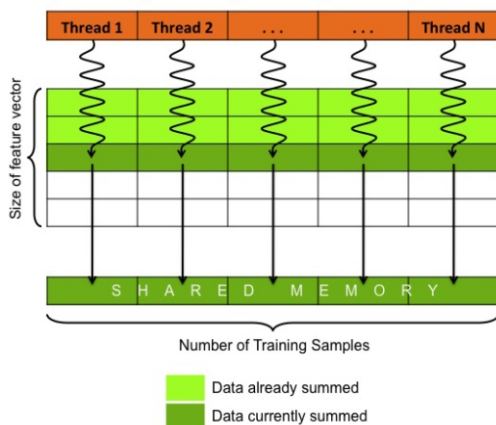 Thread 1 Thread 2 . . . . . . Thread N
Size of feature vector
S H A R E D M E M O R Y
Number of Training Samples
Data already summed
Data currently summed